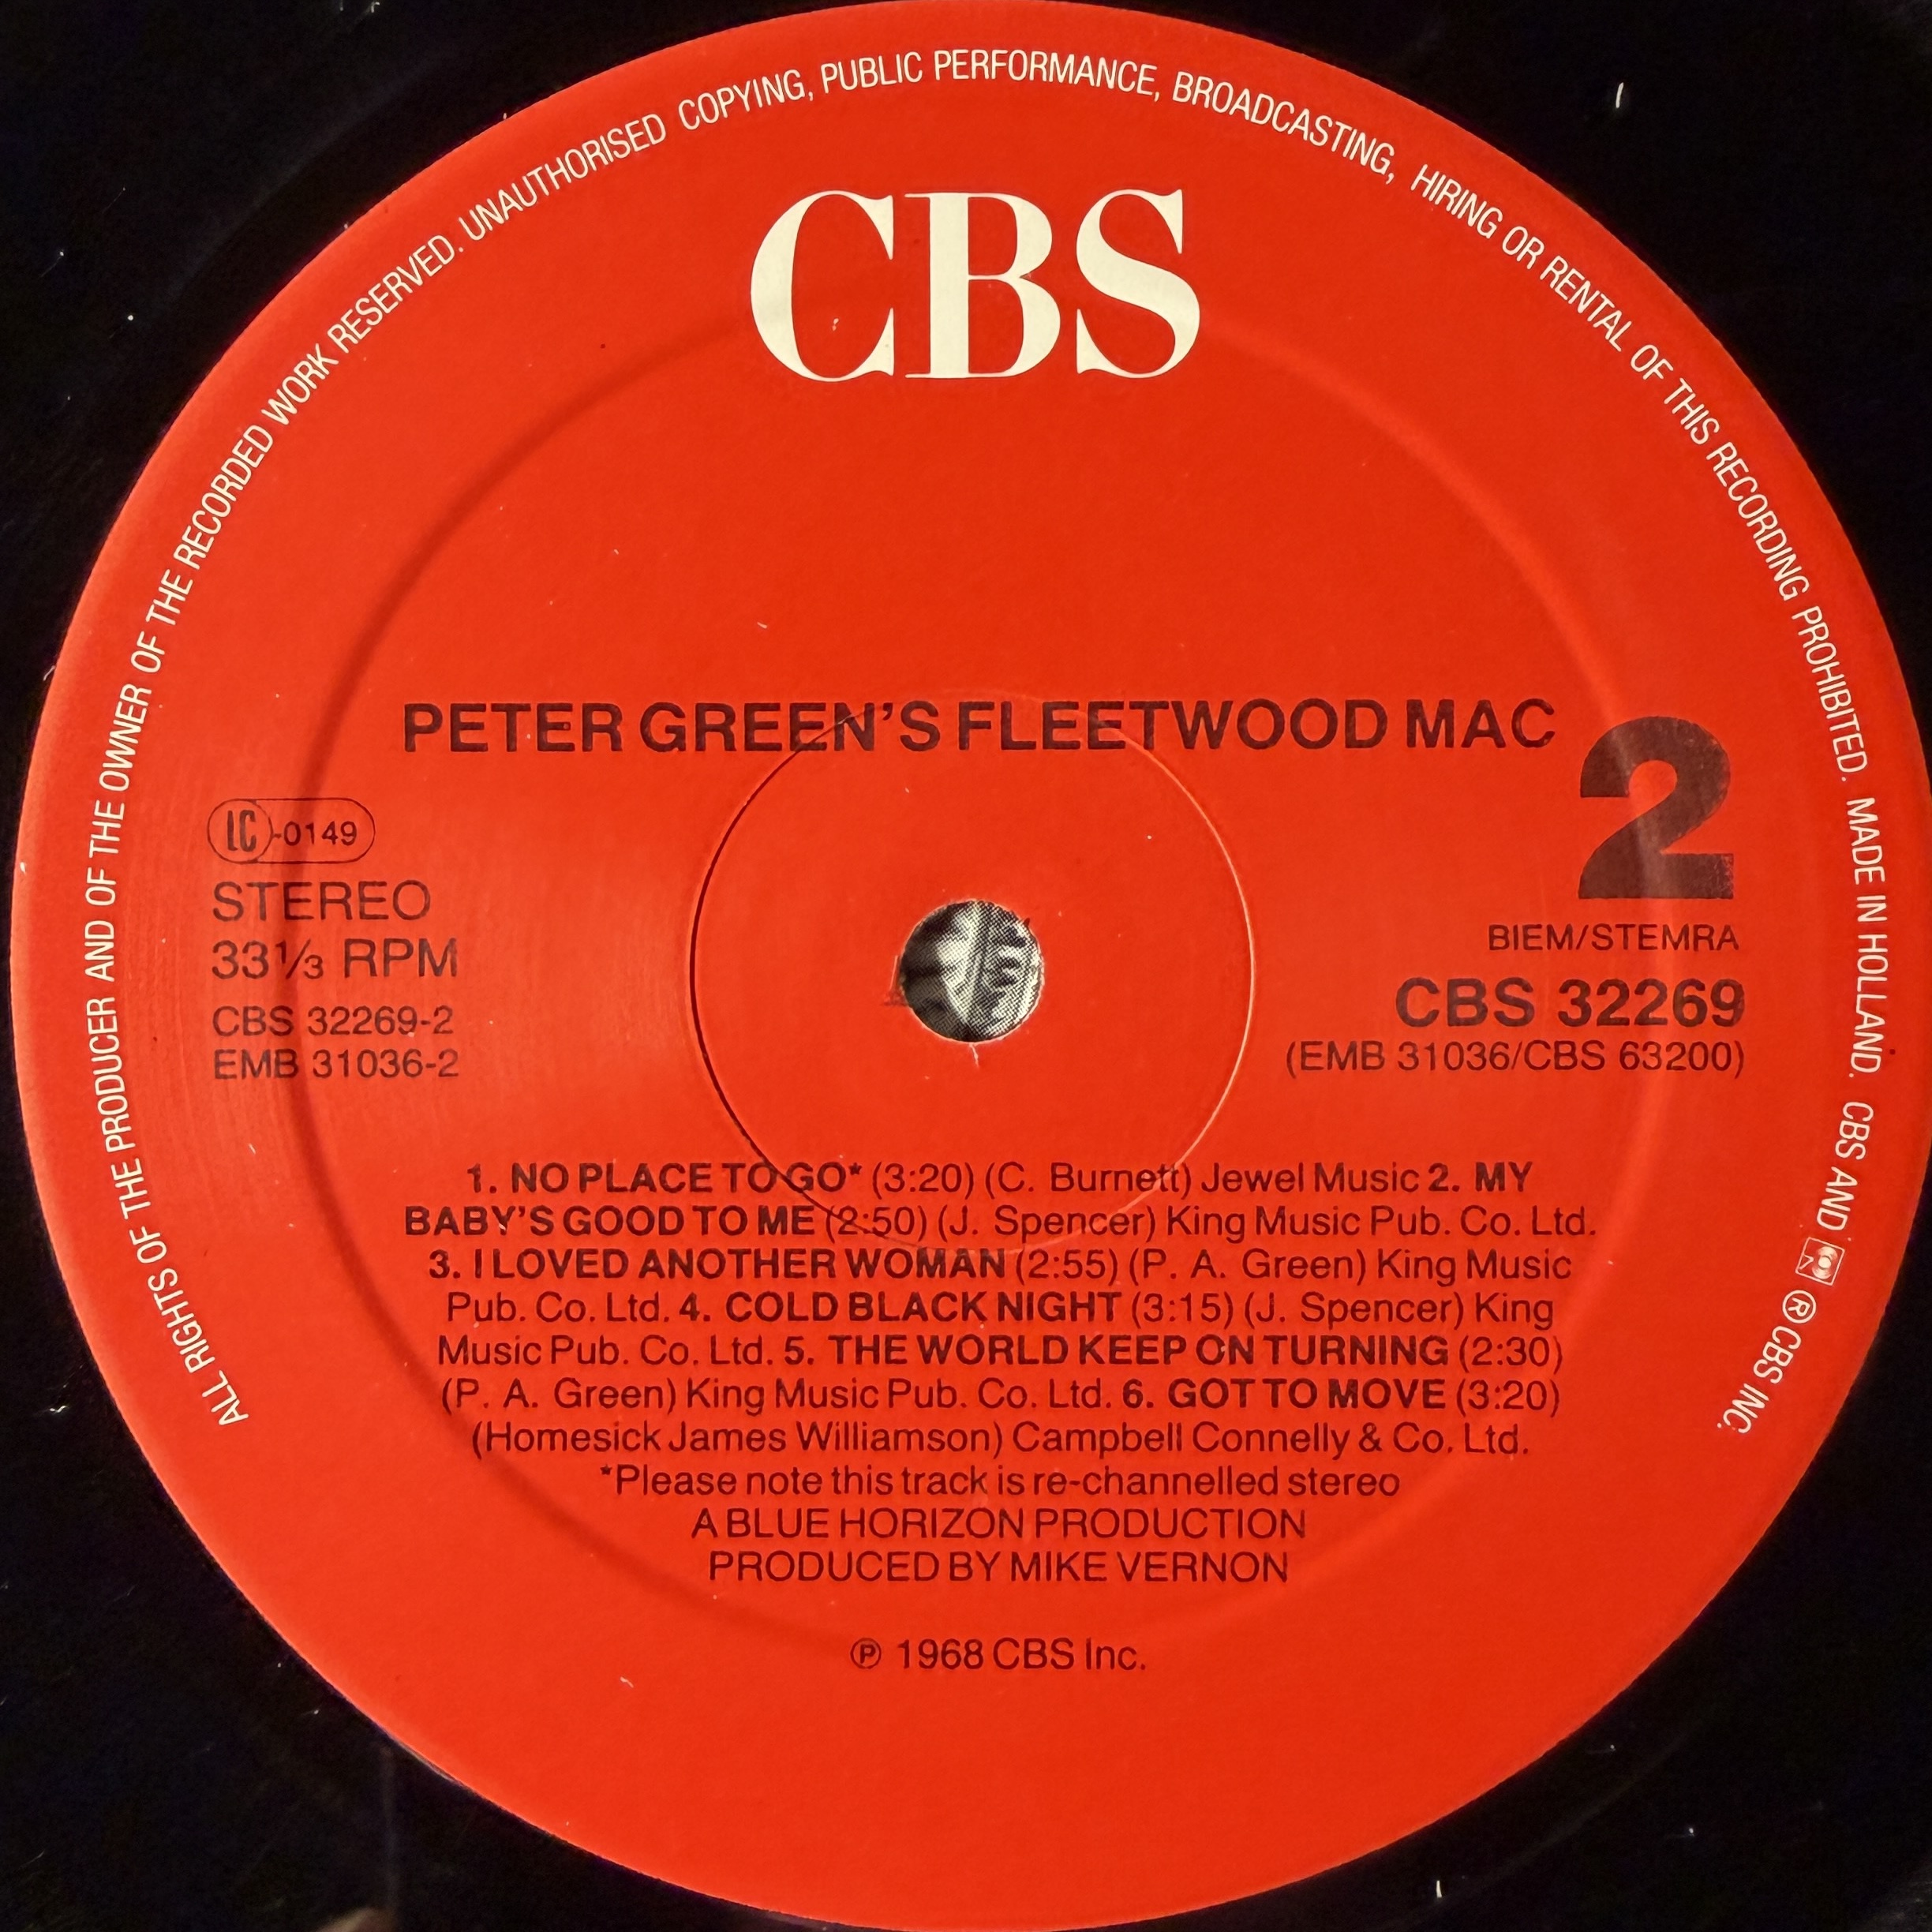 ALL RIGHTS OF THE PRODUCER AND OF THE OWNER OF THE RECORDED WORK RESERVED. UNAUTHORISED COPYING, PUBLIC PERFORMANCE, BROADCASTING, HIRING OR RENTAL OF THIS RECORDING PROHIBITED. MADE IN HOLLAND. CBS AND ® CBS INC.
CBS
PETER GREEN'S FLEETWOOD MAC
2
LC-0149
STEREO
33⅓ RPM
CBS 32269-2
EMB 31036-2
BIEM/STEMRA
CBS 32269
(EMB 31036/CBS 63200)
1. NO PLACE TO GO* (3:20) (C. Burnett) Jewel Music 2. MY
BABY'S GOOD TO ME (2:50) (J. Spencer) King Music Pub. Co. Ltd.
3. I LOVED ANOTHER WOMAN (2:55) (P. A. Green) King Music
Pub. Co. Ltd. 4. COLD BLACK NIGHT (3:15) (J. Spencer) King
Music Pub. Co. Ltd. 5. THE WORLD KEEP ON TURNING (2:30)
(P. A. Green) King Music Pub. Co. Ltd. 6. GOT TO MOVE (3:20)
(Homesick James Williamson) Campbell Connelly & Co. Ltd.
*Please note this track is re-channelled stereo
A BLUE HORIZON PRODUCTION
PRODUCED BY MIKE VERNON
℗ 1968 CBS Inc.